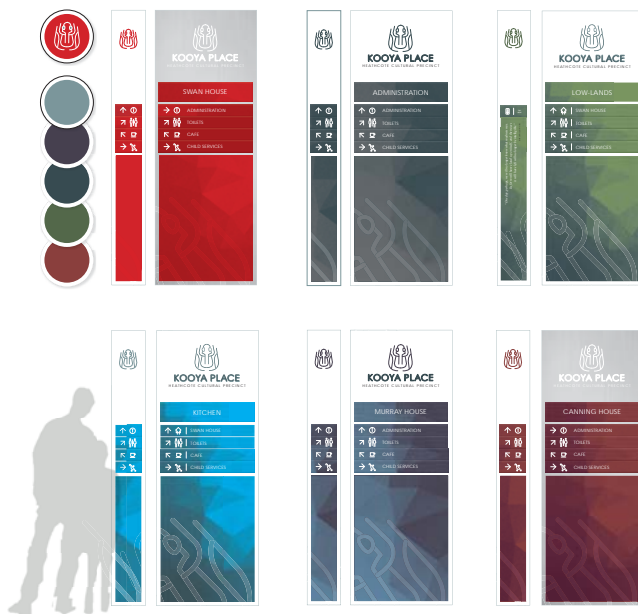 KOOYA PLACE
HEATHCOTE CULTURAL PRECINCT
SWAN HOUSE
ADMINISTRATION
TOILETS
CAFE
CHILD SERVICES
KOOYA PLACE
HEATHCOTE CULTURAL PRECINCT
ADMINISTRATION
ADMINISTRATION
TOILETS
CAFE
CHILD SERVICES
KOOYA PLACE
HEATHCOTE CULTURAL PRECINCT
LOW-LANDS
SWAN HOUSE
TOILETS
CAFE
CHILD SERVICES
KOOYA PLACE
HEATHCOTE CULTURAL PRECINCT
KITCHEN
SWAN HOUSE
TOILETS
CAFE
CHILD SERVICES
KOOYA PLACE
HEATHCOTE CULTURAL PRECINCT
MURRAY HOUSE
ADMINISTRATION
TOILETS
CAFE
CHILD SERVICES
KOOYA PLACE
HEATHCOTE CULTURAL PRECINCT
CANNING HOUSE
ADMINISTRATION
TOILETS
CAFE
CHILD SERVICES